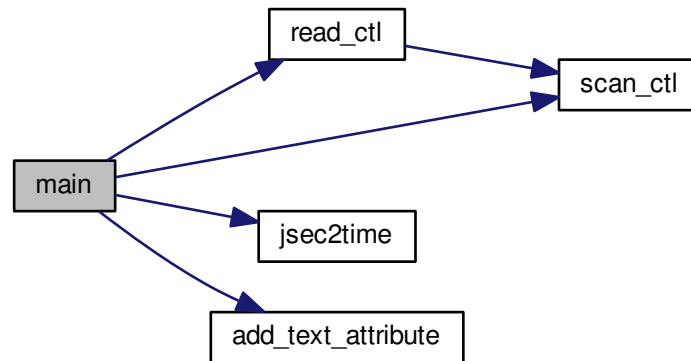 read_ctl
scan_ctl
main
jsec2time
add_text_attribute